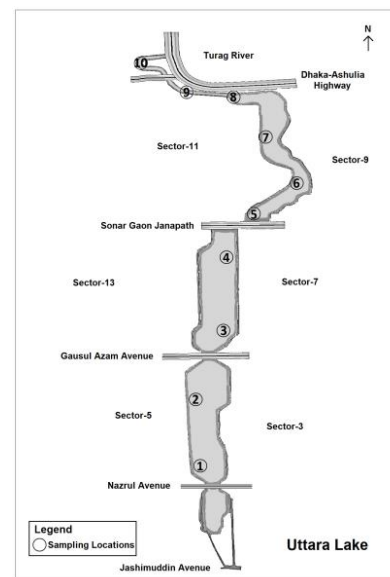 N
Turag River
10
Dhaka-Ashulia
Highway
9
8
7
Sector-11
Sector-9
6
5
Sonar Gaon Janapath
4
Sector-13
Sector-7
3
Gausul Azam Avenue
2
Sector-5
Sector-3
1
Nazrul Avenue
Legend
Sampling Locations
Uttara Lake
Jashimuddin Avenue